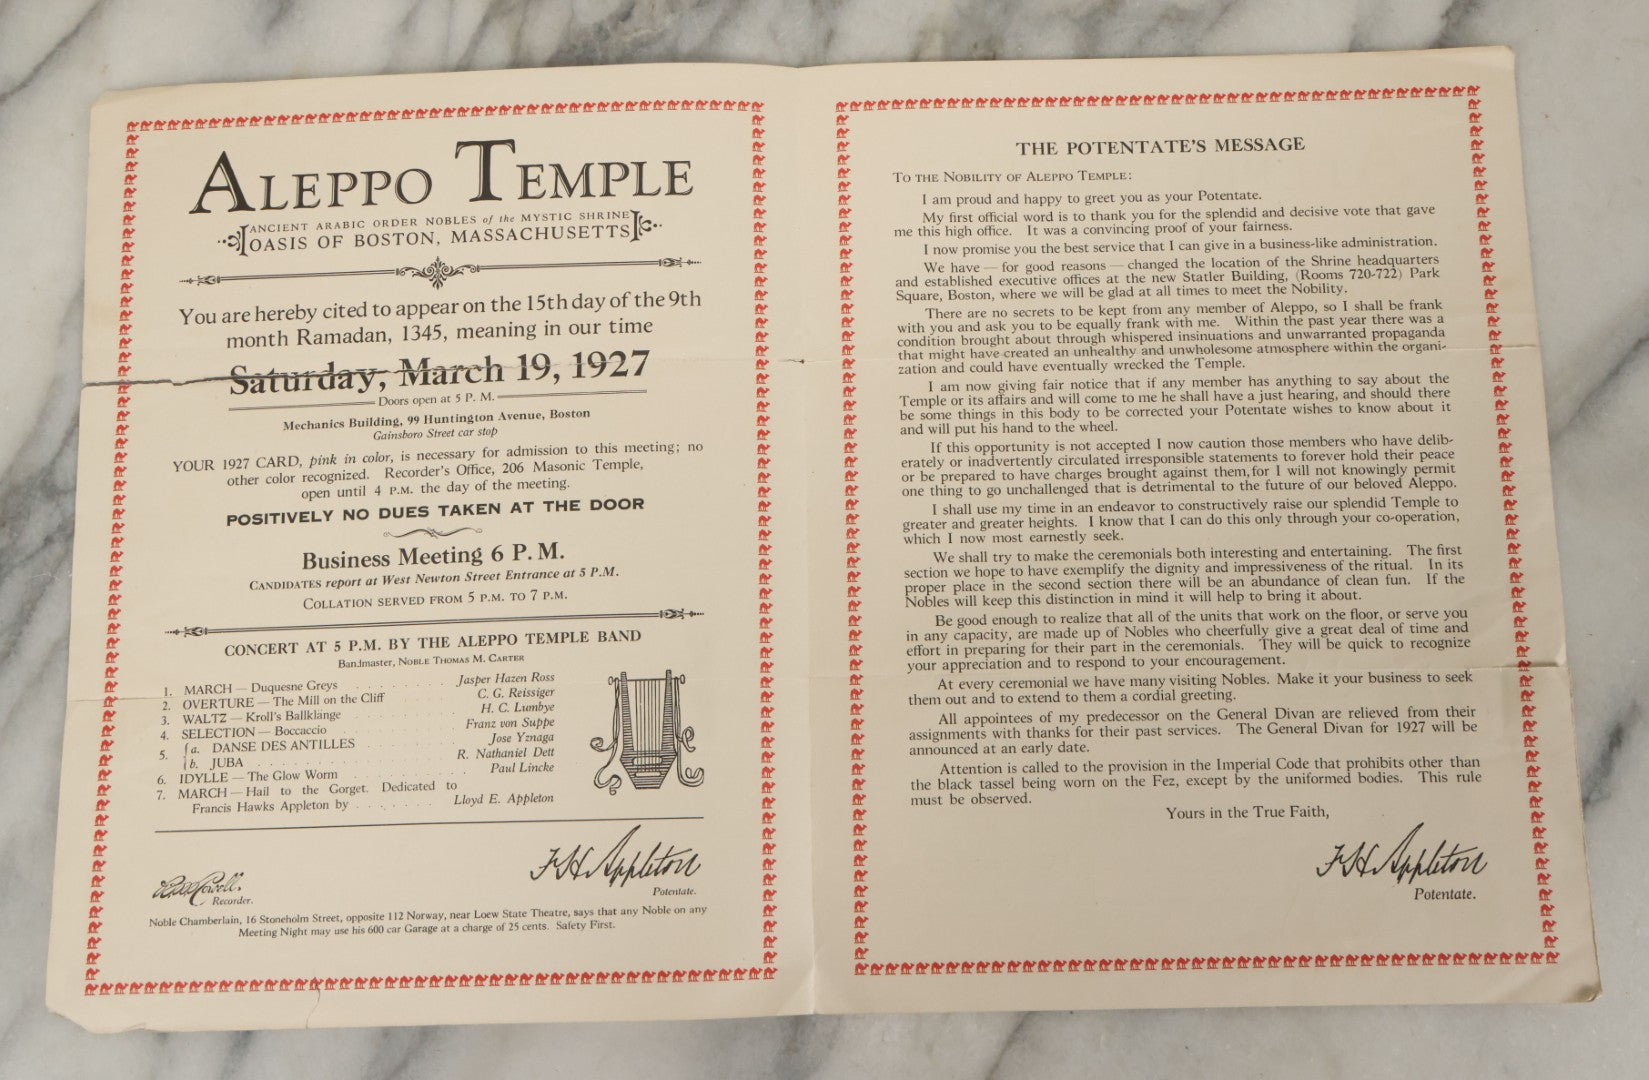 ALEPPO TEMPLE
ANCIENT ARABIC ORDER NOBLES of the MYSTIC SHRINE
OASIS OF BOSTON, MASSACHUSETTS
You are hereby cited to appear on the 15th day of the 9th
month Ramadan, 1345, meaning in our time
Saturday, March 19, 1927
Doors open at 5 P. M.
Mechanics Building, 99 Huntington Avenue, Boston
Gainsboro Street car stop
YOUR 1927 CARD, pink in color, is necessary for admission to this meeting; no
other color recognized. Recorder's Office, 206 Masonic Temple,
open until 4 P.M. the day of the meeting.
POSITIVELY NO DUES TAKEN AT THE DOOR
Business Meeting 6 P. M.
CANDIDATES report at West Newton Street Entrance at 5 P.M.
COLLATION SERVED FROM 5 P.M. TO 7 P.M.
CONCERT AT 5 P.M. BY THE ALEPPO TEMPLE BAND
Bandmaster, NOBLE THOMAS M. CARTER
1. MARCH — Duquesne Greys . . . . . . . . Jasper Hazen Ross
2. OVERTURE — The Mill on the Cliff . . . . . C. G. Reissiger
3. WALTZ — Kroll's Ballklänge . . . . . . . H. C. Lumbye
4. SELECTION — Boccaccio . . . . . . . . Franz von Suppe
5. {a. DANSE DES ANTILLES . . . . . . . Jose Yznaga
{b. JUBA . . . . . . . . . . . R. Nathaniel Dett
6. IDYLLE — The Glow Worm . . . . . . . Paul Lincke
7. MARCH — Hail to the Gorget. Dedicated to
Francis Hawks Appleton by . . . . . . Lloyd E. Appleton
F H Appleton
Potentate.
Recorder.
Noble Chamberlain, 16 Stoneholm Street, opposite 112 Norway, near Loew State Theatre, says that any Noble on any
Meeting Night may use his 600 car Garage at a charge of 25 cents. Safety First.
THE POTENTATE'S MESSAGE
TO THE NOBILITY OF ALEPPO TEMPLE:
I am proud and happy to greet you as your Potentate.
My first official word is to thank you for the splendid and decisive vote that gave
me this high office. It was a convincing proof of your fairness.
I now promise you the best service that I can give in a business-like administration.
We have — for good reasons — changed the location of the Shrine headquarters
and established executive offices at the new Statler Building, (Rooms 720-722) Park
Square, Boston, where we will be glad at all times to meet the Nobility.
There are no secrets to be kept from any member of Aleppo, so I shall be frank
with you and ask you to be equally frank with me. Within the past year there was a
condition brought about through whispered insinuations and unwarranted propaganda
that might have created an unhealthy and unwholesome atmosphere within the organi-
zation and could have eventually wrecked the Temple.
I am now giving fair notice that if any member has anything to say about the
Temple or its affairs and will come to me he shall have a just hearing, and should there
be some things in this body to be corrected your Potentate wishes to know about it
and will put his hand to the wheel.
If this opportunity is not accepted I now caution those members who have delib-
erately or inadvertently circulated irresponsible statements to forever hold their peace
or be prepared to have charges brought against them, for I will not knowingly permit
one thing to go unchallenged that is detrimental to the future of our beloved Aleppo.
I shall use my time in an endeavor to constructively raise our splendid Temple to
greater and greater heights. I know that I can do this only through your co-operation,
which I now most earnestly seek.
We shall try to make the ceremonials both interesting and entertaining. The first
section we hope to have exemplify the dignity and impressiveness of the ritual. In its
proper place in the second section there will be an abundance of clean fun. If the
Nobles will keep this distinction in mind it will help to bring it about.
Be good enough to realize that all of the units that work on the floor, or serve you
in any capacity, are made up of Nobles who cheerfully give a great deal of time and
effort in preparing for their part in the ceremonials. They will be quick to recognize
your appreciation and to respond to your encouragement.
At every ceremonial we have many visiting Nobles. Make it your business to seek
them out and to extend to them a cordial greeting.
All appointees of my predecessor on the General Divan are relieved from their
assignments with thanks for their past services. The General Divan for 1927 will be
announced at an early date.
Attention is called to the provision in the Imperial Code that prohibits other than
the black tassel being worn on the Fez, except by the uniformed bodies. This rule
must be observed.
Yours in the True Faith,
F H Appleton
Potentate.